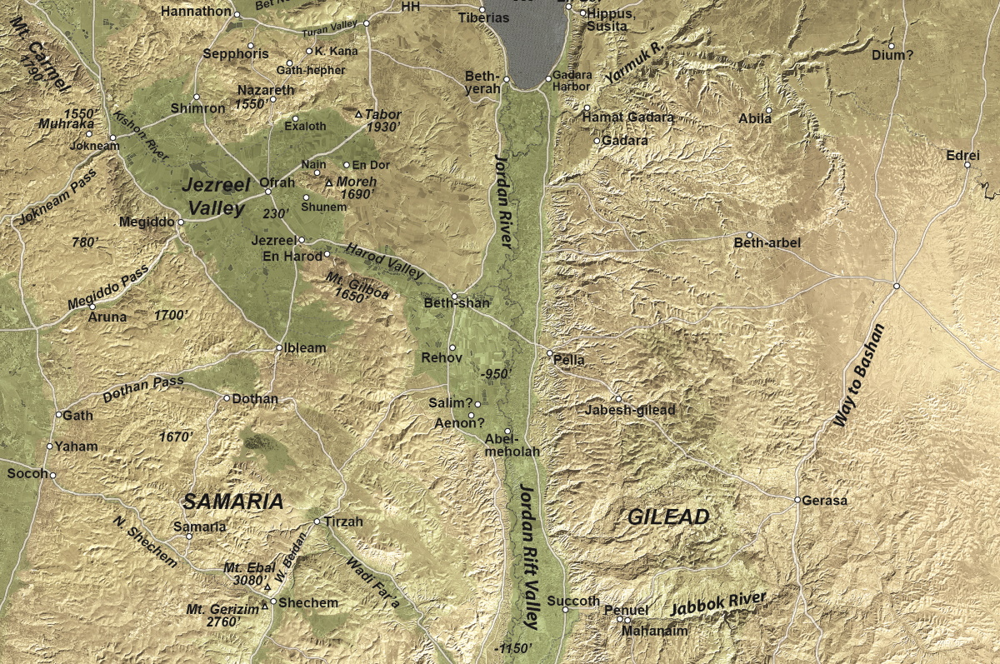 Bet
HH
Hannathon
Tiberias
Hippus,
Susita
Turan Valley
Mt. Carmel
1790'
Sepphoris
K. Kana
Gath-hepher
Dium?
Yarmuk R.
Beth-
yerah
Gadara
Harbor
Nazareth
1550'
Shimron
1550'
Muhraka
Jokneam
Kishon River
Tabor
1930'
Exaloth
Hamat Gadara
Abila
Gadara
Edrei
Nain
En Dor
Jokneam Pass
Jezreel
Valley
Ofrah
Moreh
1690'
Shunem
230'
Jordan River
Megiddo
780'
Jezreel
En Harod
Harod Valley
Beth-arbel
Mt. Gilboa
1650'
Megiddo Pass
Aruna
1700'
Beth-shan
Ibleam
Rehov
Pella
-950'
Way to Bashan
Dothan Pass
Dothan
Gath
Salim?
Aenon?
Jabesh-gilead
1670'
Yaham
Abel-
meholah
Socoh
SAMARIA
Gerasa
GILEAD
Samaria
Tirzah
N. Shechem
Jordan Rift Valley
W. Beidan
Wadi Far'a
Mt. Ebal
3080'
Shechem
Mt. Gerizim
2760'
Succoth
Penuel
Mahanaim
Jabbok River
-1150'